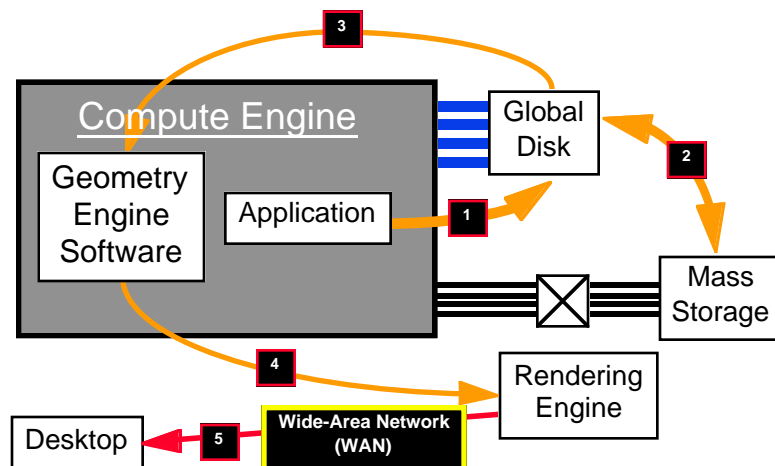 3
Compute Engine
Global
Disk
2
Geometry
Engine
Software
Application
1
Mass
Storage
4
Rendering
Engine
Desktop
5
Wide-Area Network
(WAN)